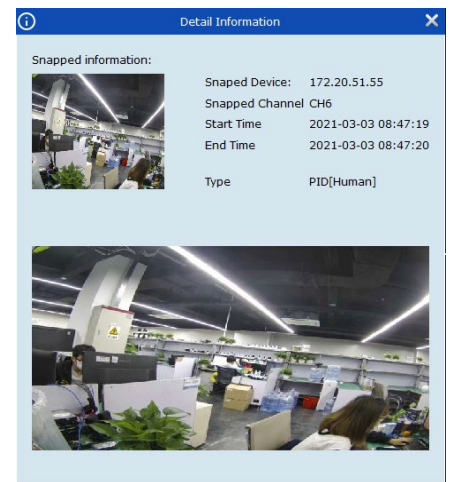 Detail Information
Snapped information:
Snaped Device: 172.20.51.55
Snapped Channel CH6
Start Time 2021-03-03 08:47:19
End Time 2021-03-03 08:47:20
Type PID[Human]